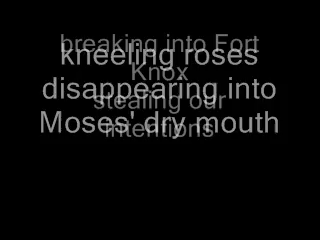 breaking into Fort
Knox
stealing our
intentions
kneeling roses
disappearing into
Moses' dry mouth